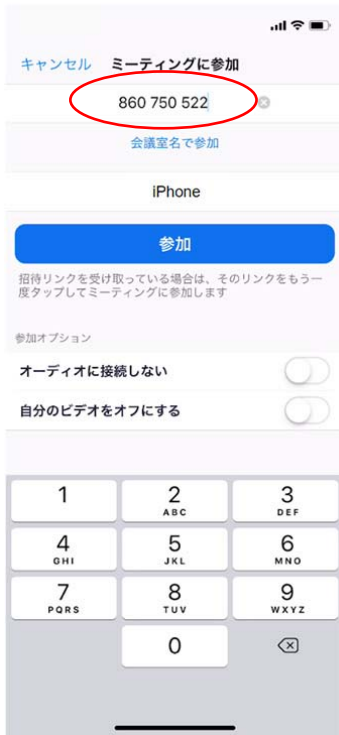 キャンセル ミーティングに参加
860 750 522
会議室名で参加
iPhone
参加
招待リンクを受け取っている場合は、そのリンクをもう一
度タップしてミーティングに参加します
参加オプション
オーディオに接続しない
自分のビデオをオフにする
1 2 3
ABC DEF
4 5 6
GHI JKL MNO
7 8 9
PQRS TUV WXYZ
0